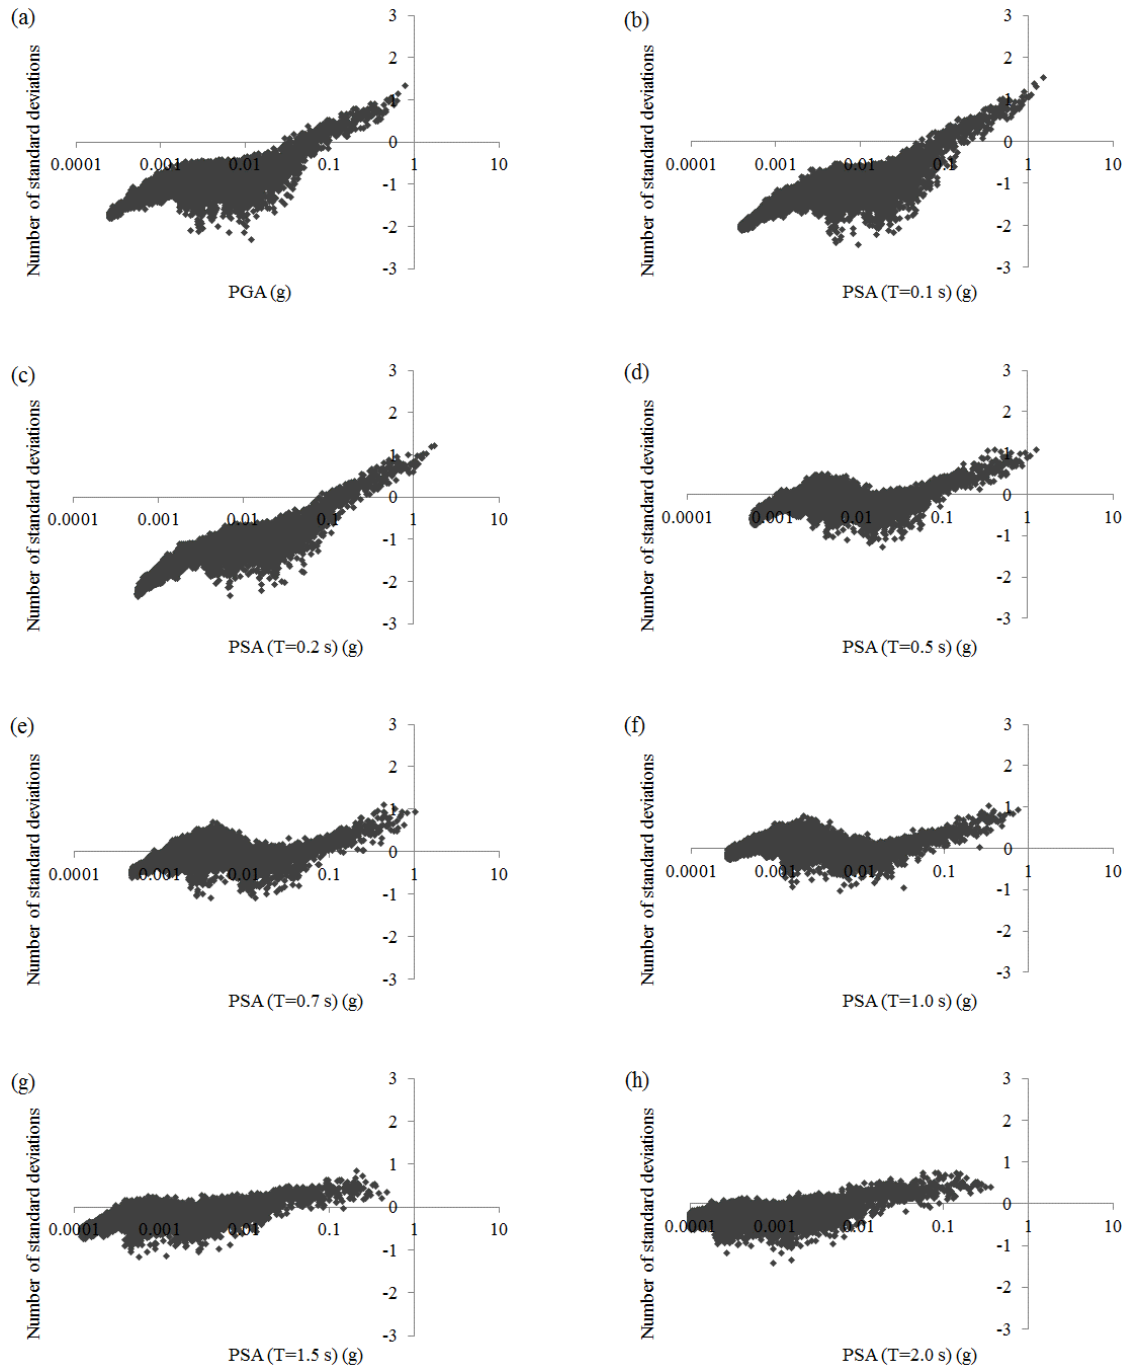 (a)
Number of standard deviations
3
2
1
0
0.0001 0.001 0.01 0.1 1 10
-1
-2
-3
PGA (g)
(b)
Number of standard deviations
3
2
1
0
0.0001 0.001 0.01 0.1 1 10
-1
-2
-3
PSA (T=0.1 s) (g)
(c)
Number of standard deviations
3
2
1
0
0.0001 0.001 0.01 0.1 1 10
-1
-2
-3
PSA (T=0.2 s) (g)
(d)
Number of standard deviations
3
2
1
0
0.0001 0.001 0.01 0.1 1 10
-1
-2
-3
PSA (T=0.5 s) (g)
(e)
Number of standard deviations
3
2
1
0
0.0001 0.001 0.01 0.1 1 10
-1
-2
-3
PSA (T=0.7 s) (g)
(f)
Number of standard deviations
3
2
1
0
0.0001 0.001 0.01 0.1 1 10
-1
-2
-3
PSA (T=1.0 s) (g)
(g)
Number of standard deviations
3
2
1
0
0.0001 0.001 0.01 0.1 1 10
-1
-2
-3
PSA (T=1.5 s) (g)
(h)
Number of standard deviations
3
2
1
0
0.0001 0.001 0.01 0.1 1 10
-1
-2
-3
PSA (T=2.0 s) (g)